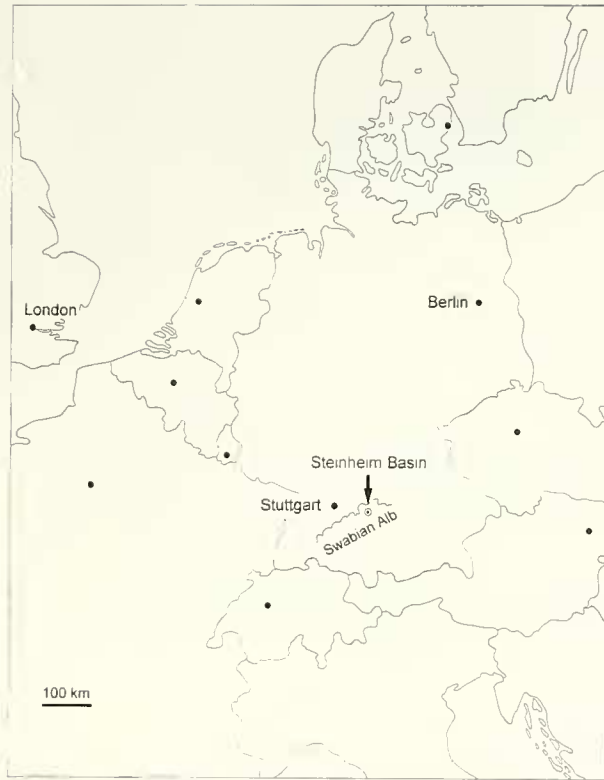 London
Berlin
Steinheim Basin
Stuttgart
Swabian Alb
100 km